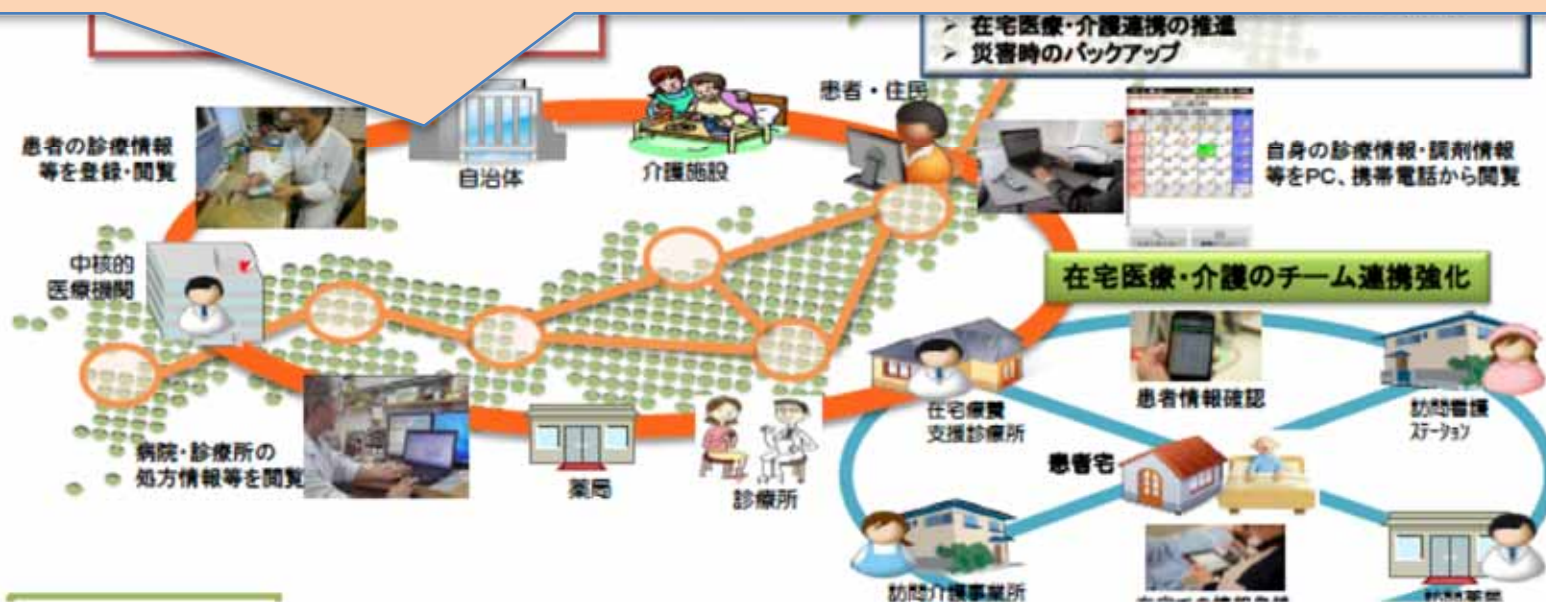 ➢ 在宅医療・介護連携の推進
➢ 災害時のバックアップ
患者・住民
患者の診療情報
等を登録・閲覧
自治体
介護施設
自身の診療情報・調剤情報
等をPC、携帯電話から閲覧
中核的
医療機関
在宅医療・介護のチーム連携強化
患者情報確認
在宅療養
支援診療所
訪問看護
ステーション
病院・診療所の
処方情報等を閲覧
患者宅
薬局
診療所
訪問介護事業所
訪問薬局